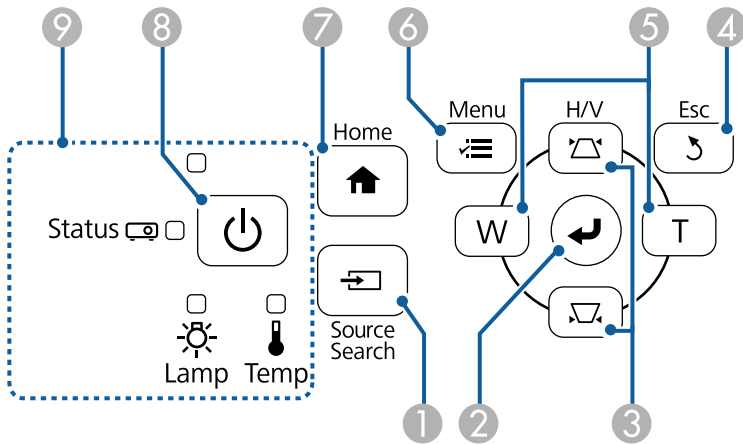 9 8 7 6 5 4
Menu H/V Esc
Home
W T
Status
Source
Search
Lamp Temp
1 2 3